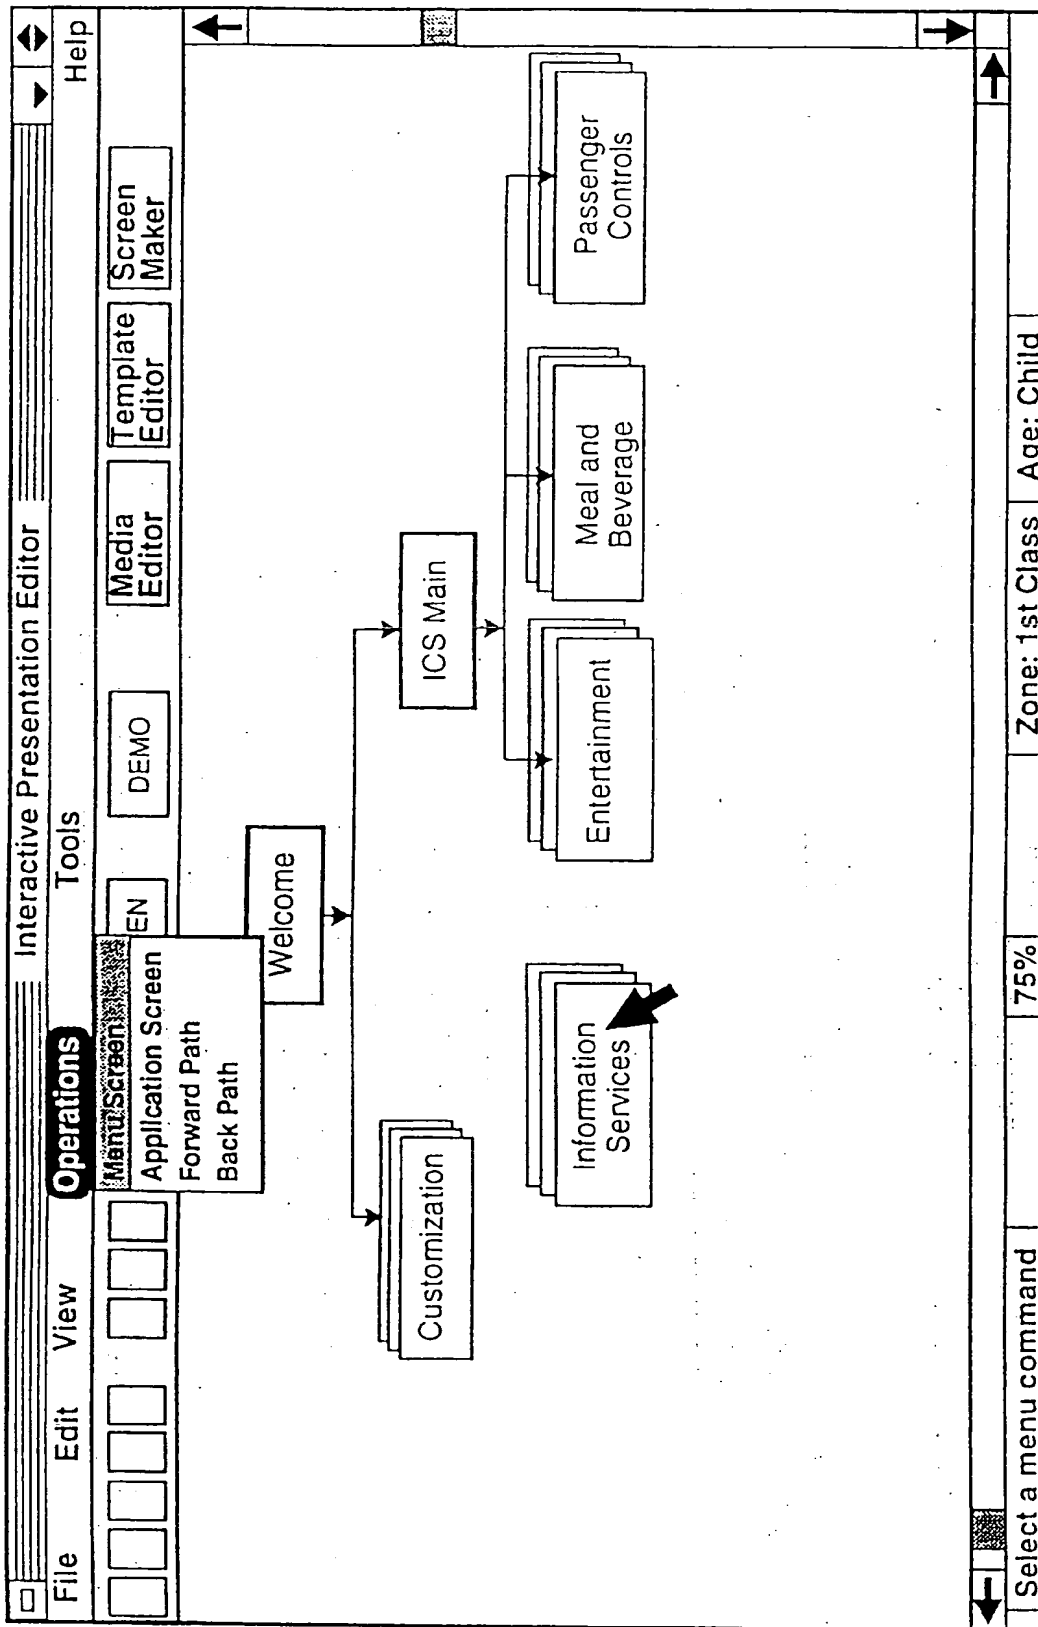 Interactive Presentation Editor
File Edit View Operations Tools Help
Menu Screen
Application Screen
Forward Path
Back Path
EN
DEMO
Media
Editor
Template
Editor
Screen
Maker
Welcome
Customization
ICS Main
Information
Services
Entertainment
Meal and
Beverage
Passenger
Controls
Select a menu command 75% Zone: 1st Class Age: Child